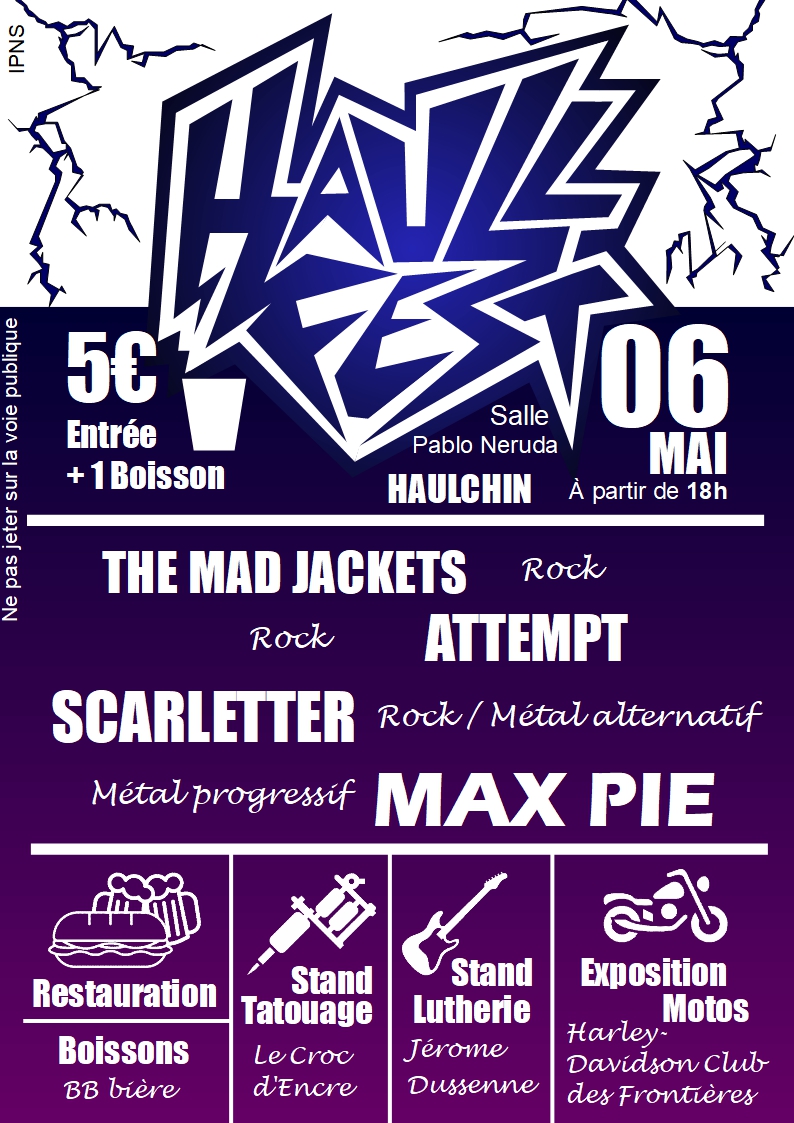 IPNS
HAULL
FEST
5€
Entrée
+ 1 Boisson
Salle
Pablo Neruda
HAULCHIN
06
MAI
À partir de 18h
Ne pas jeter sur la voie publique
THE MAD JACKETS Rock
Rock ATTEMPT
SCARLETTER Rock / Métal alternatif
Métal progressif MAX PIE
Restauration
Boissons
BB bière
Stand
Tatouage
Le Croc
d'Encre
Stand
Lutherie
Jérome
Dussenne
Exposition
Motos
Harley-
Davidson Club
des Frontières